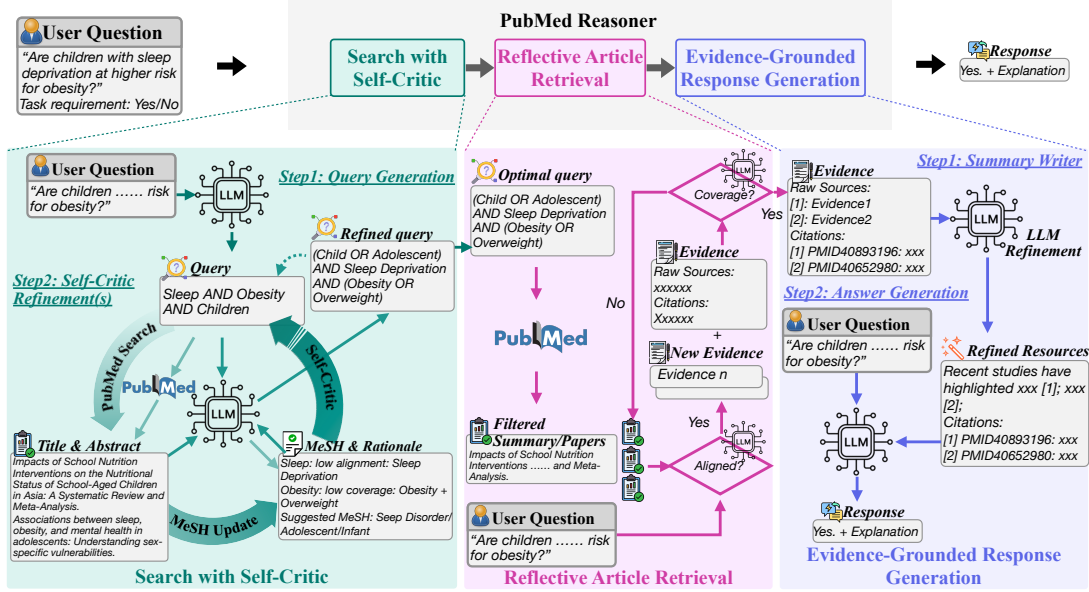 PubMed Reasoner
User Question
“Are children with sleep
deprivation at higher risk
for obesity?”
Task requirement: Yes/No
Search with
Self-Critic
Reflective Article
Retrieval
Evidence-Grounded
Response Generation
Response
Yes. + Explanation
User Question
“Are children ...... risk
for obesity?”
LLM
Step1: Query Generation
Refined query
(Child OR Adolescent)
AND Sleep Deprivation
AND (Obesity OR
Overweight)
Step2: Self-Critic
Refinement(s)
Query
Sleep AND Obesity
AND Children
PubMed Search
PubMed
Self-Critic
LLM
Title & Abstract
Impacts of School Nutrition
Interventions on the Nutritional
Status of School-Aged Children
in Asia: A Systematic Review and
Meta-Analysis.
Associations between sleep,
obesity, and mental health in
adolescents: Understanding sex-
specific vulnerabilities.
MeSH Update
MeSH & Rationale
Sleep: low alignment: Sleep
Deprivation
Obesity: low coverage: Obesity +
Overweight
Suggested MeSH: Seep Disorder/
Adolescent/Infant
Search with Self-Critic
Optimal query
(Child OR Adolescent)
AND Sleep Deprivation
AND (Obesity OR
Overweight)
PubMed
Filtered
Summary/Papers
Impacts of School Nutrition
Interventions ...... and Meta-
Analysis.
User Question
“Are children ...... risk
for obesity?”
LLM
Aligned?
Yes
New Evidence
Evidence n
+
Evidence
Raw Sources:
xxxxxx
Citations:
Xxxxxx
LLM
Coverage?
No
Yes
Reflective Article Retrieval
Step1: Summary Writer
Evidence
Raw Sources:
[1]: Evidence1
[2]: Evidence2
Citations:
[1] PMID40893196: xxx
[2] PMID40652980: xxx
LLM
LLM
Refinement
Step2: Answer Generation
User Question
“Are children ...... risk
for obesity?”
Refined Resources
Recent studies have
highlighted xxx [1]; xxx
[2];
Citations:
[1] PMID40893196: xxx
[2] PMID40652980: xxx
LLM
Response
Yes. + Explanation
Evidence-Grounded Response
Generation